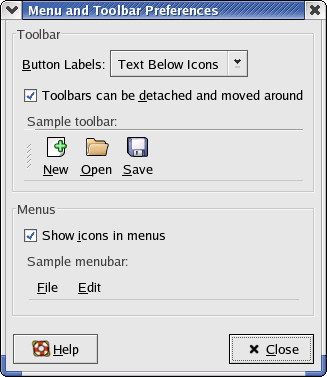 Menu and Toolbar Preferences
Toolbar
Button Labels: Text Below Icons
Toolbars can be detached and moved around
Sample toolbar:
New Open Save
Menus
Show icons in menus
Sample menubar:
File Edit
Help Close